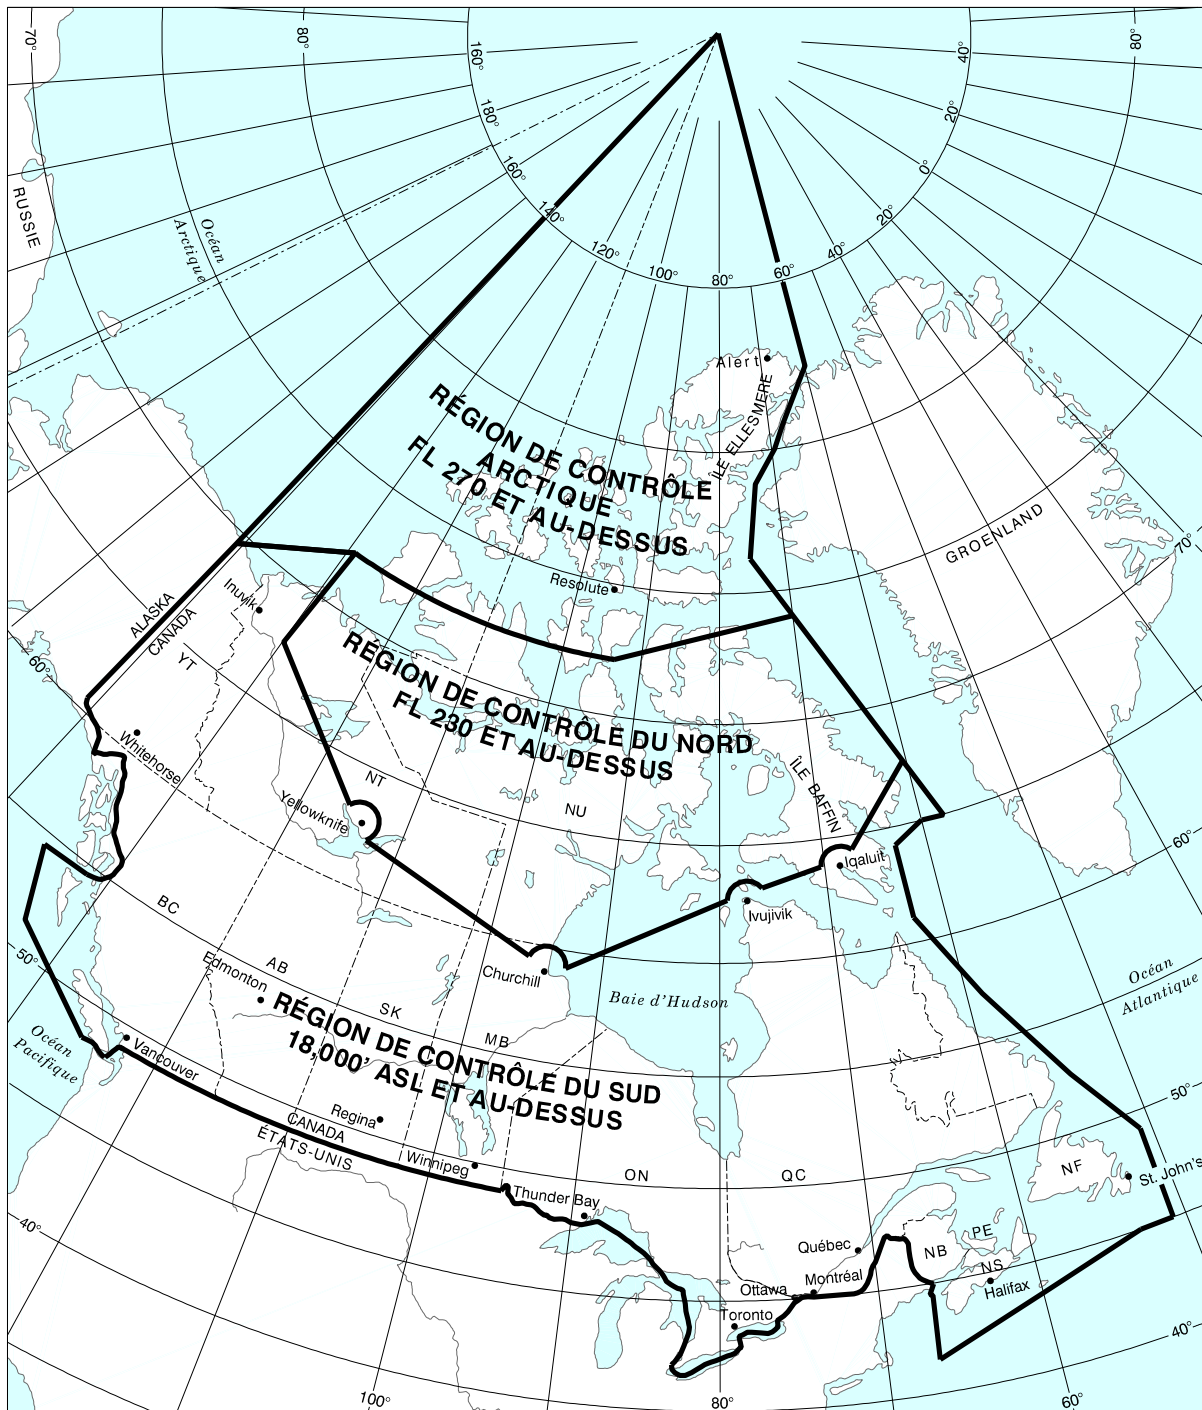 70°
80°
160°
40°
80°
180°
20°
160°
0°
140°
20°
120°
100°
80°
60°
40°
RUSSIE
Océan
Arctique
Alert
ÎLE ELLESMERE
RÉGION DE CONTRÔLE
ARCTIQUE
FL 270 ET AU-DESSUS
GROENLAND
70°
Resolute
Inuvik
ALASKA
CANADA
YT
60°
RÉGION DE CONTRÔLE DU NORD
FL 230 ET AU-DESSUS
Whitehorse
NT
NU
ÎLE BAFFIN
Yellowknife
Iqaluit
60°
Ivujivik
BC
AB
Edmonton
SK
MB
Churchill
Baie d'Hudson
Océan
Atlantique
50°
RÉGION DE CONTRÔLE DU SUD
18,000' ASL ET AU-DESSUS
Océan
Pacifique
Vancouver
Regina
CANADA
ÉTATS-UNIS
Winnipeg
Thunder Bay
ON
QC
50°
NF
St. John's
40°
Québec
NB
PE
NS
Halifax
Montréal
Ottawa
Toronto
40°
100°
80°
60°